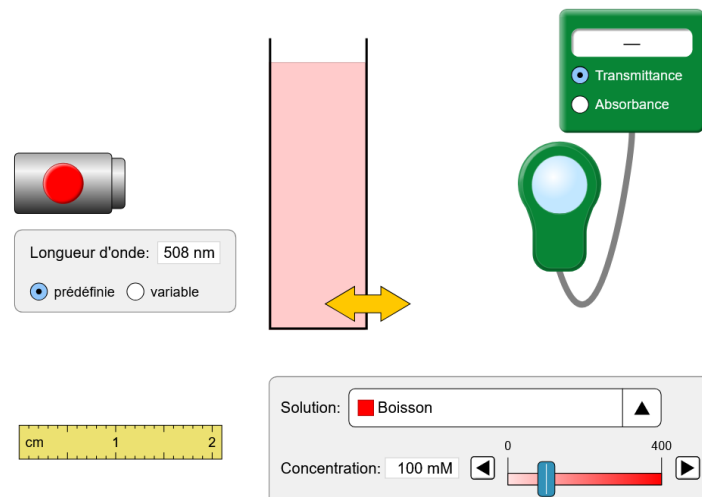 —
Transmittance
Absorbance
Longueur d'onde: 508 nm
prédéfinie variable
cm 1 2
Solution: Boisson
0 400
Concentration: 100 mM